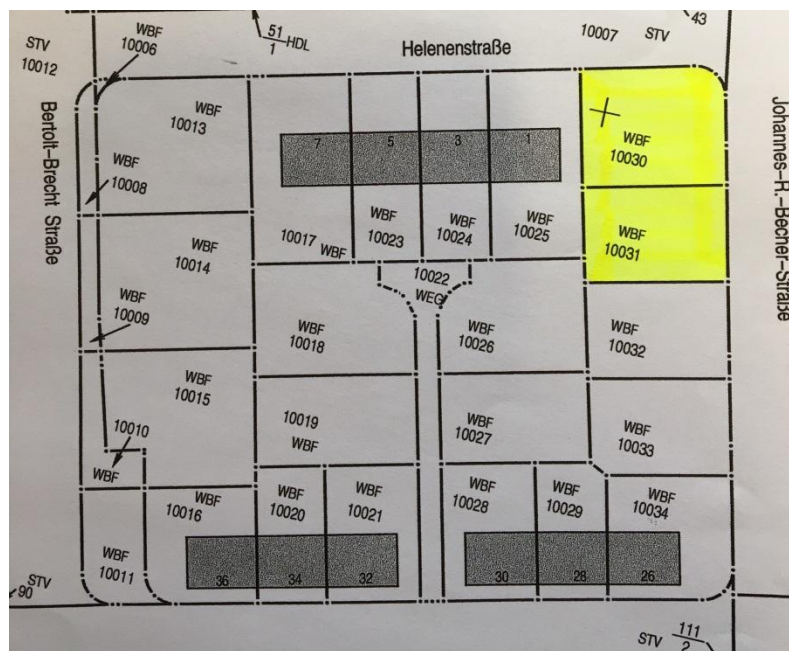 43
STV
10012
WBF
10006
51
1
HDL
Helenenstraße
10007 STV
Bertolt-Brecht Straße
Johannes-R.-Becher-Straße
WBF
10013
7
5
3
1
WBF
10030
WBF
10008
WBF
10023
WBF
10024
WBF
10025
WBF
10031
10017 WBF
WBF
10014
10022
WEG
WBF
10009
WBF
10018
WBF
10026
WBF
10032
WBF
10015
10019
WBF
WBF
10027
WBF
10033
10010
WBF
WBF
10016
WBF
10020
WBF
10021
WBF
10028
WBF
10029
WBF
10034
WBF
10011
36
34
32
30
28
26
STV
90
STV
111
2